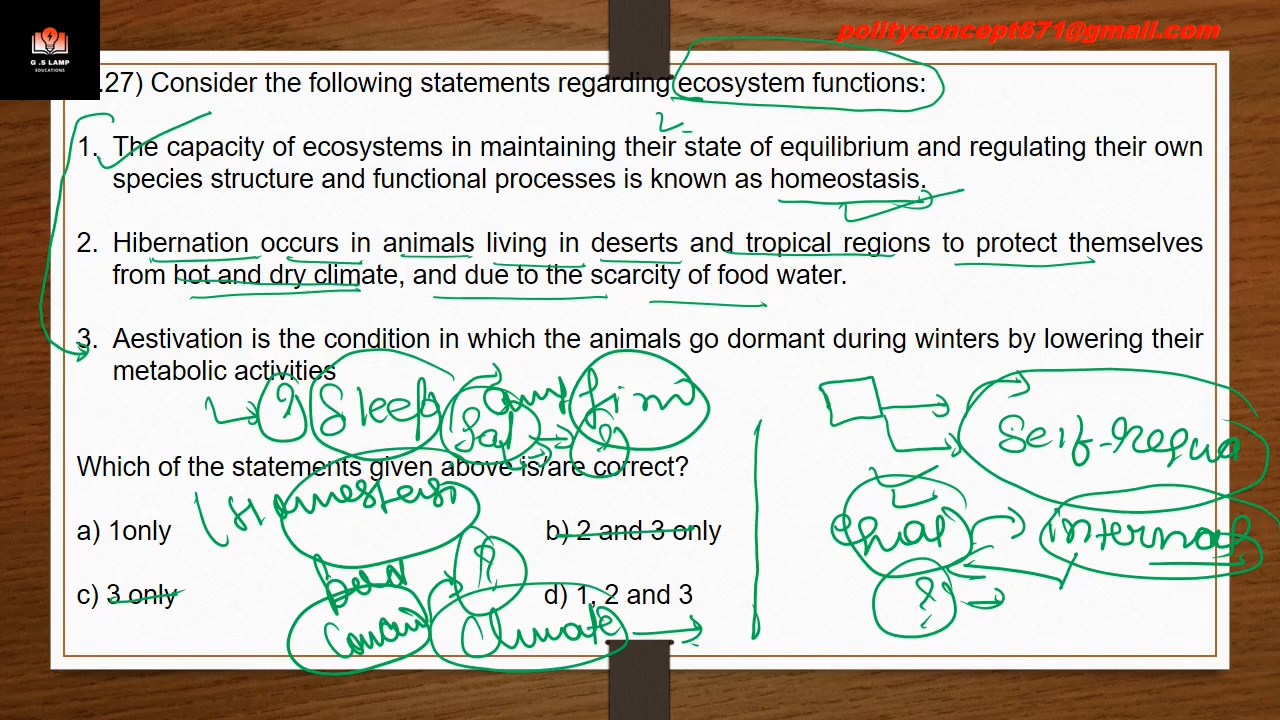 polityconcept671@gmail.com
G .S LAMP
EDUCATIONS
.27) Consider the following statements regarding ecosystem functions:
1. The capacity of ecosystems in maintaining their state of equilibrium and regulating their own
species structure and functional processes is known as homeostasis.
2. Hibernation occurs in animals living in deserts and tropical regions to protect themselves
from hot and dry climate, and due to the scarcity of food water.
3. Aestivation is the condition in which the animals go dormant during winters by lowering their
metabolic activities
Sleep
Self-Regua
Which of the statements given above is/are correct?
a) 1only
b) 2 and 3 only
c) 3 only
d) 1, 2 and 3
Climate